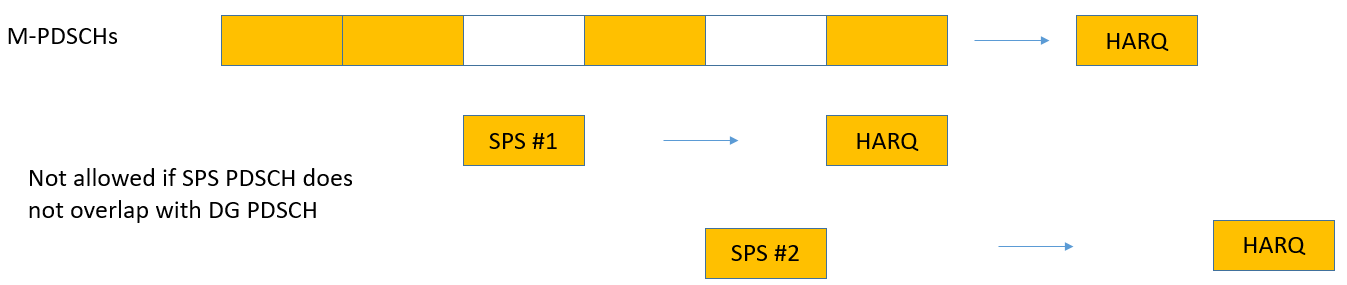 M-PDSCHs
HARQ
SPS #1
HARQ
Not allowed if SPS PDSCH does
not overlap with DG PDSCH
SPS #2
HARQ